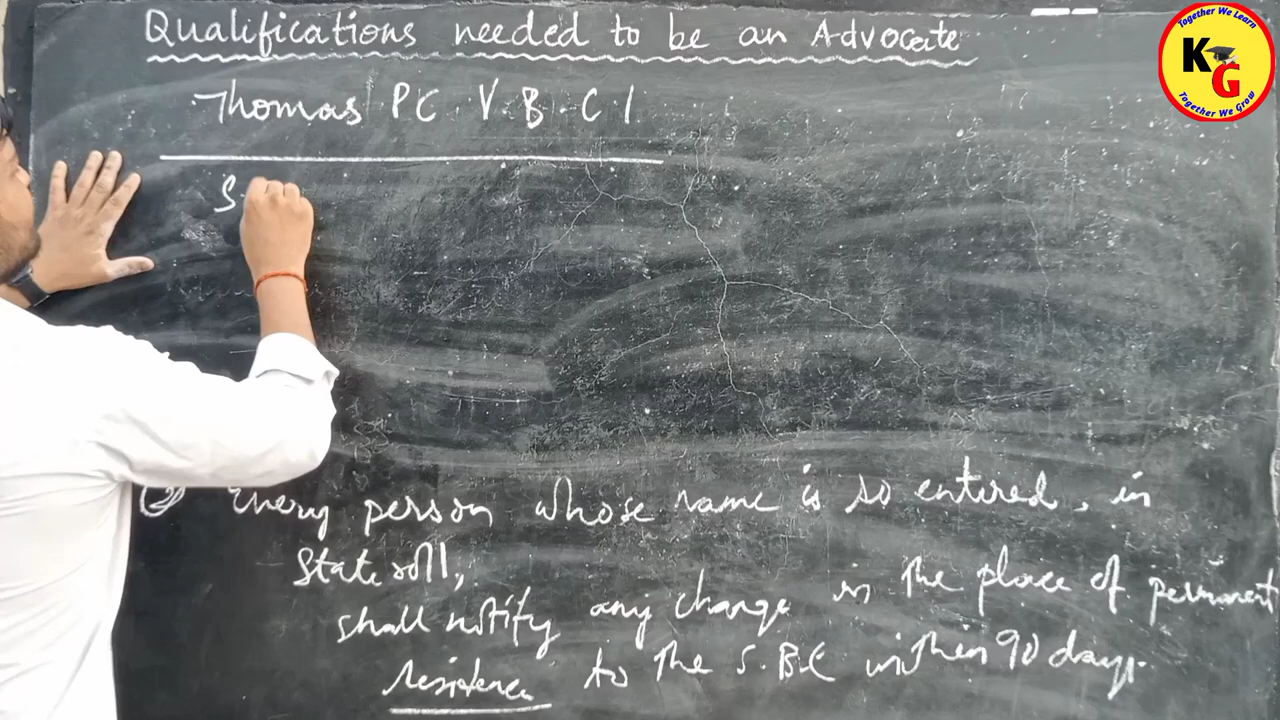 Qualifications needed to be an Advocate
Thomas PC V. B. C I
S.
② Every person whose name is so entired, in
State roll,
shall notify any change in the place of permanent
residence to the S.B.C within 90 days.
Together We Learn
KG
Together We Grow